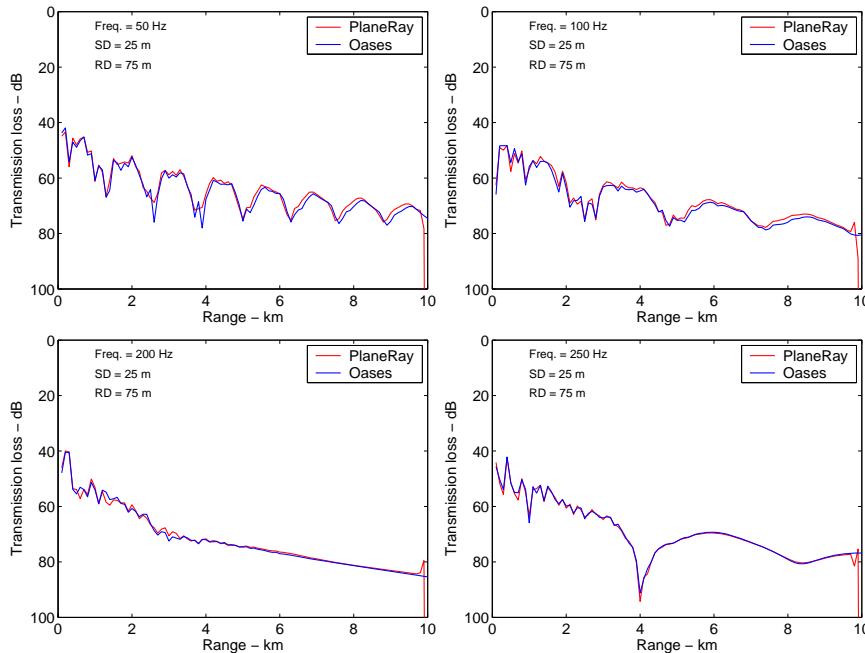 Freq. = 50 Hz
SD = 25 m
RD = 75 m
PlaneRay
Oases
Transmission loss – dB
0
20
40
60
80
100
0 2 4 6 8 10
Range – km
Freq. = 100 Hz
SD = 25 m
RD = 75 m
PlaneRay
Oases
Transmission loss – dB
0
20
40
60
80
100
0 2 4 6 8 10
Range – km
Freq. = 200 Hz
SD = 25 m
RD = 75 m
PlaneRay
Oases
Transmission loss – dB
0
20
40
60
80
100
0 2 4 6 8 10
Range – km
Freq. = 250 Hz
SD = 25 m
RD = 75 m
PlaneRay
Oases
Transmission loss – dB
0
20
40
60
80
100
0 2 4 6 8 10
Range – km